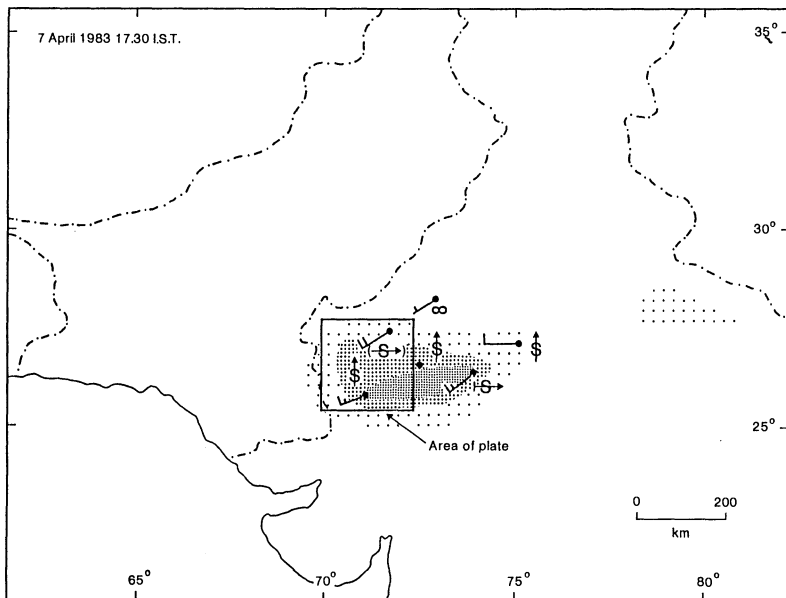 7 April 1983 17.30 I.S.T.
35°
30°
∞
S
(S)
S
S
S
25°
Area of plate
0 200
km
65° 70° 75° 80°